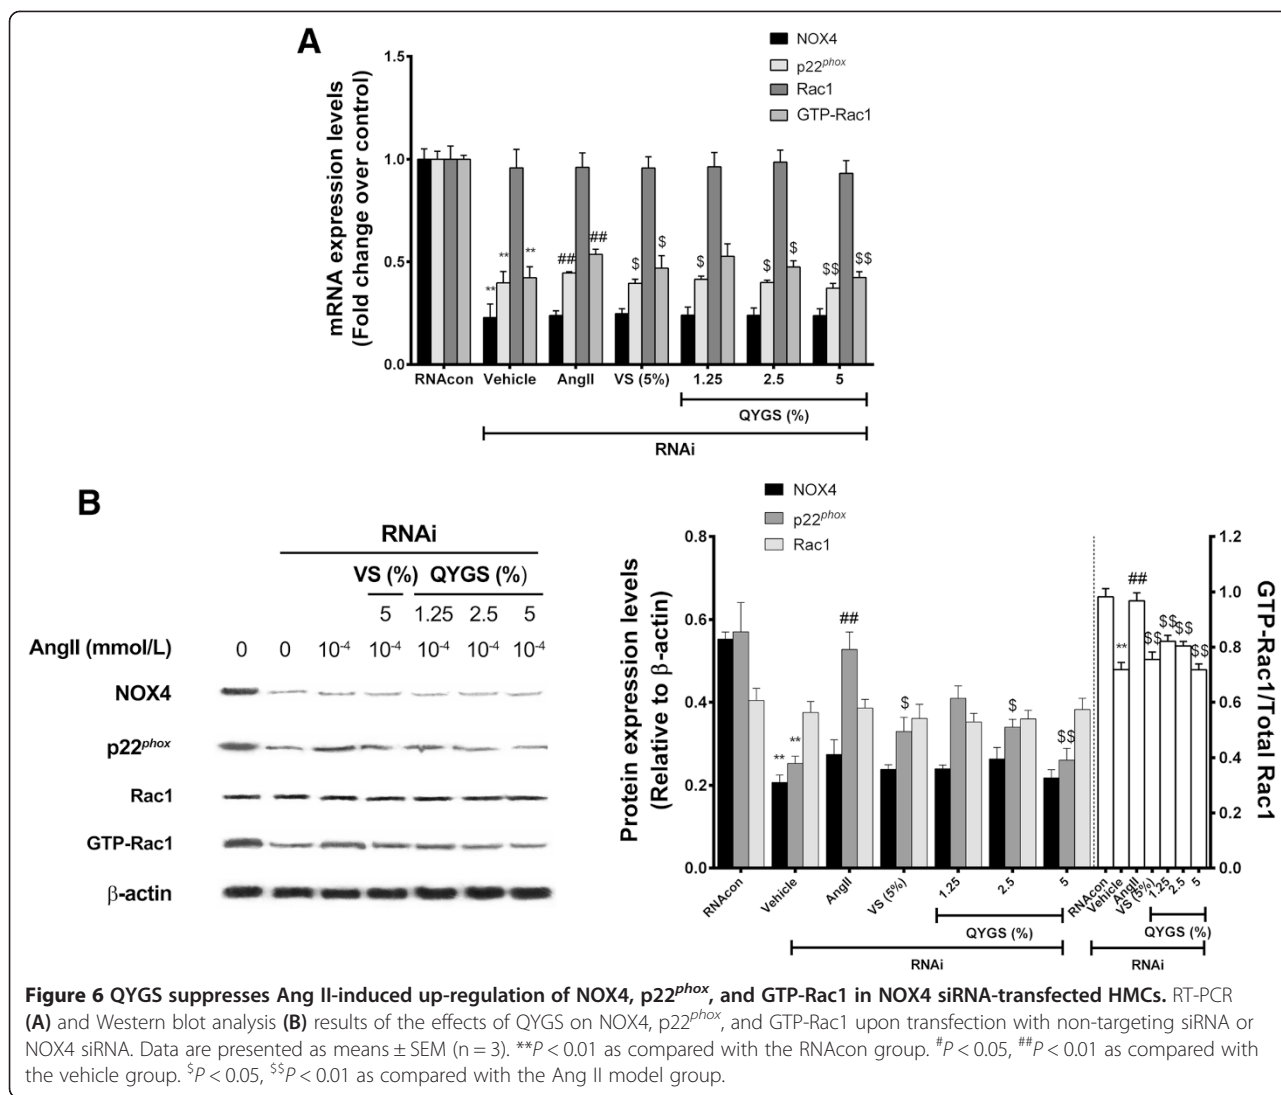 A
NOX4
p22phox
Rac1
GTP-Rac1
mRNA expression levels
(Fold change over control)
1.5
1.0
0.5
0.0
** ** **
## ##
$ $
$
$ $
$$ $$
RNAcon Vehicle AngII VS (5%) 1.25 2.5 5
QYGS (%)
RNAi
B
RNAi
VS (%) QYGS (%)
5 1.25 2.5 5
AngII (mmol/L) 0 0 10-4 10-4 10-4 10-4 10-4
NOX4
p22phox
Rac1
GTP-Rac1
β-actin
NOX4
p22phox
Rac1
Protein expression levels
(Relative to β-actin)
0.8
0.6
0.4
0.2
0.0
** **
##
$
$
$$
RNAcon Vehicle AngII VS (5%) 1.25 2.5 5
QYGS (%)
RNAi
**
##
$$ $$ $$ $$
RNAcon Vehicle AngII VS (5%) 1.25 2.5 5
QYGS (%)
RNAi
1.2
1.0
0.8
0.6
0.4
0.2
0.0
GTP-Rac1/Total Rac1
Figure 6 QYGS suppresses Ang II-induced up-regulation of NOX4, p22phox, and GTP-Rac1 in NOX4 siRNA-transfected HMCs. RT-PCR
(A) and Western blot analysis (B) results of the effects of QYGS on NOX4, p22phox, and GTP-Rac1 upon transfection with non-targeting siRNA or
NOX4 siRNA. Data are presented as means ± SEM (n = 3). **P < 0.01 as compared with the RNAcon group. #P < 0.05, ##P < 0.01 as compared with
the vehicle group. $P < 0.05, $$P < 0.01 as compared with the Ang II model group.